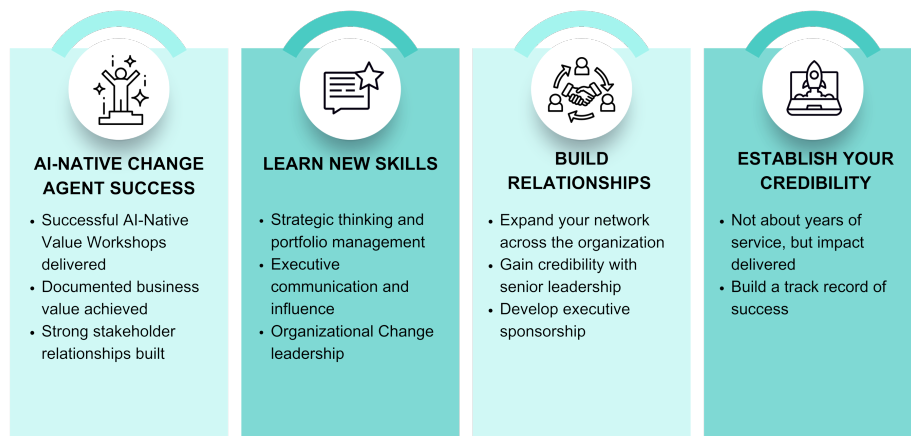 AI-NATIVE CHANGE
AGENT SUCCESS
• Successful AI-Native
Value Workshops
delivered
• Documented business
value achieved
• Strong stakeholder
relationships built
LEARN NEW SKILLS
• Strategic thinking and
portfolio management
• Executive
communication and
influence
• Organizational Change
leadership
BUILD
RELATIONSHIPS
• Expand your network
across the organization
• Gain credibility with
senior leadership
• Develop executive
sponsorship
ESTABLISH YOUR
CREDIBILITY
• Not about years of
service, but impact
delivered
• Build a track record of
success